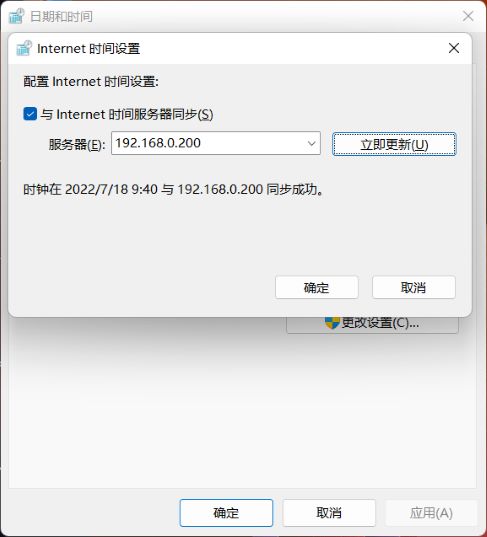 日期和时间
Internet 时间设置
配置 Internet 时间设置:
与 Internet 时间服务器同步(S)
服务器(E): 192.168.0.200 立即更新(U)
时钟在 2022/7/18 9:40 与 192.168.0.200 同步成功。
确定 取消
更改设置(C)...
确定 取消 应用(A)